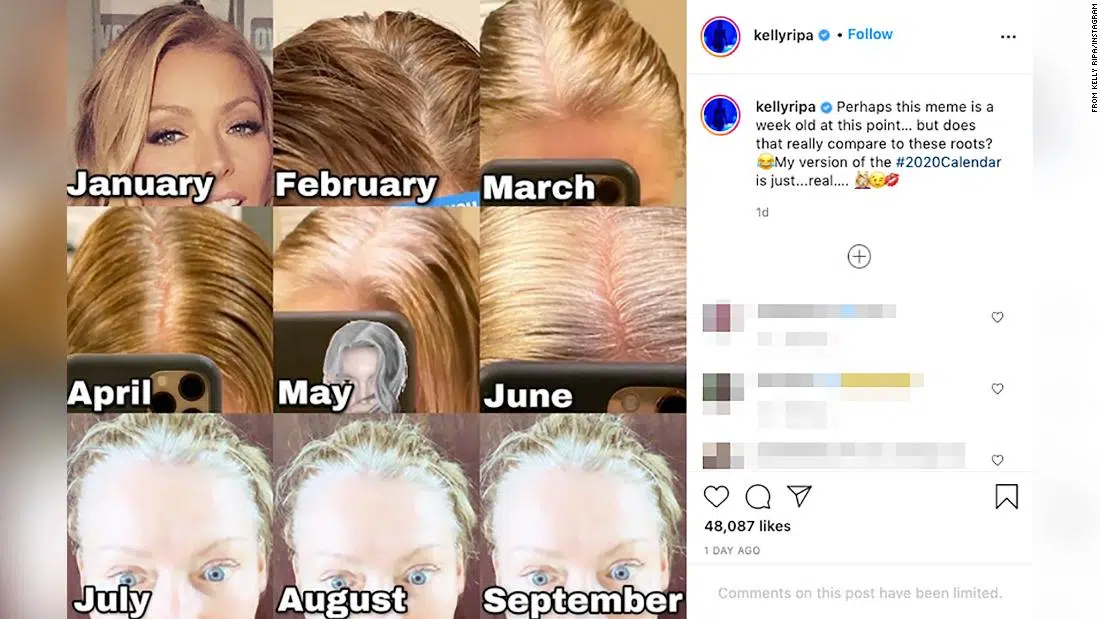 January
February
March
April
May
June
July
August
September
kellyripa • Follow
kellyripa Perhaps this meme is a
week old at this point... but does
that really compare to these roots?
😂My version of the #2020Calendar
is just...real....
1d
48,087 likes
1 DAY AGO
Comments on this post have been limited.
FROM KELLY RIPA/INSTAGRAM